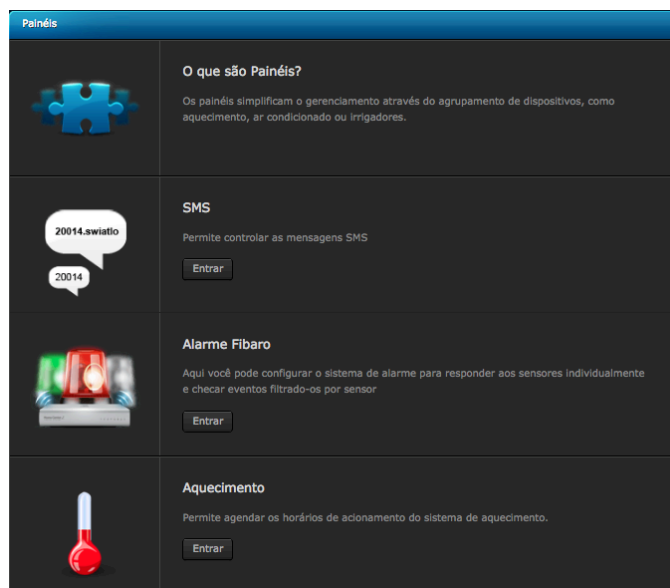 Painéis
O que são Painéis?
Os painéis simplificam o gerenciamento através do agrupamento de dispositivos, como
aquecimento, ar condicionado ou irrigadores.
20014.swiatlo
20014
SMS
Permite controlar as mensagens SMS
Entrar
Alarme Fibaro
Aqui você pode configurar o sistema de alarme para responder aos sensores individualmente
e checar eventos filtrado-os por sensor
Entrar
Aquecimento
Permite agendar os horários de acionamento do sistema de aquecimento.
Entrar